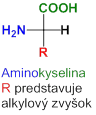 COOH
H₂N
H
R
Aminokyselina
R predstavuje
alkylový zvyšok